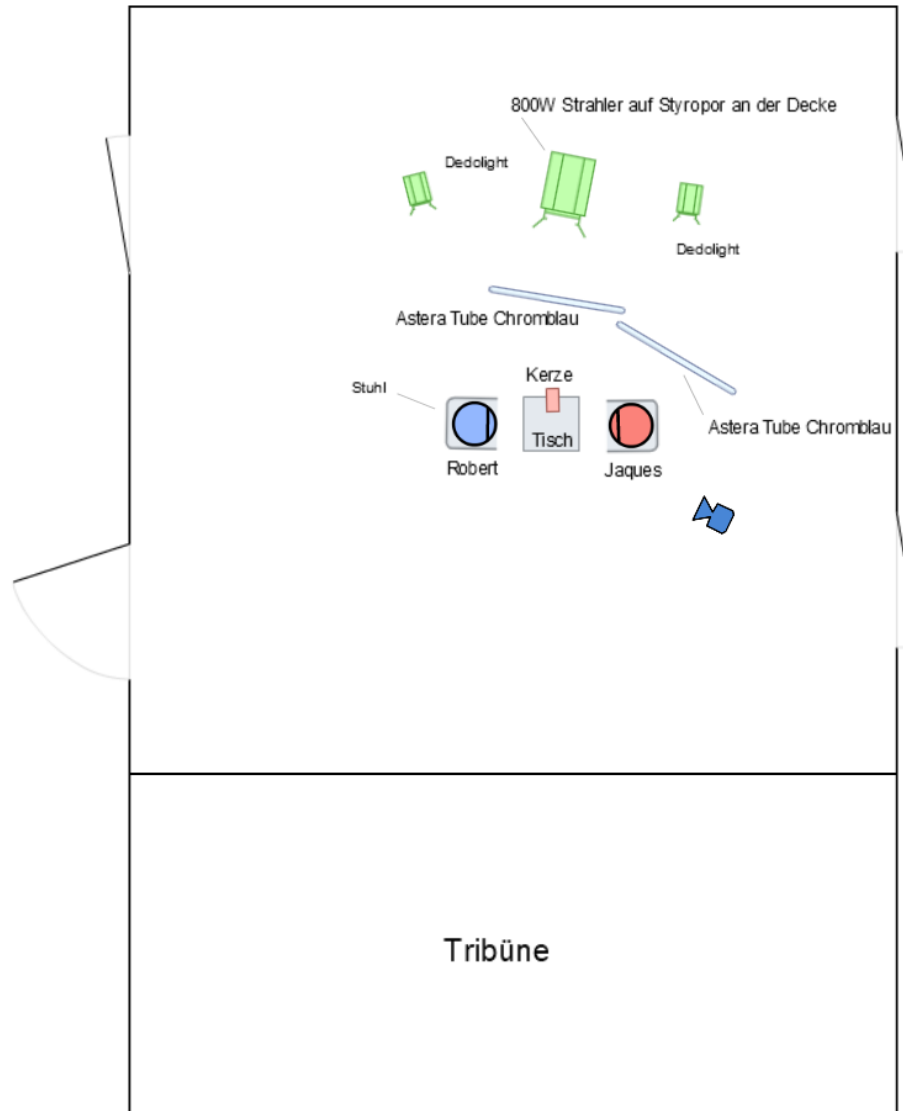 800W Strahler auf Styropor an der Decke
Dedolight
Dedolight
Astera Tube Chromblau
Kerze
Stuhl
Astera Tube Chromblau
Tisch
Robert
Jaques
Tribüne